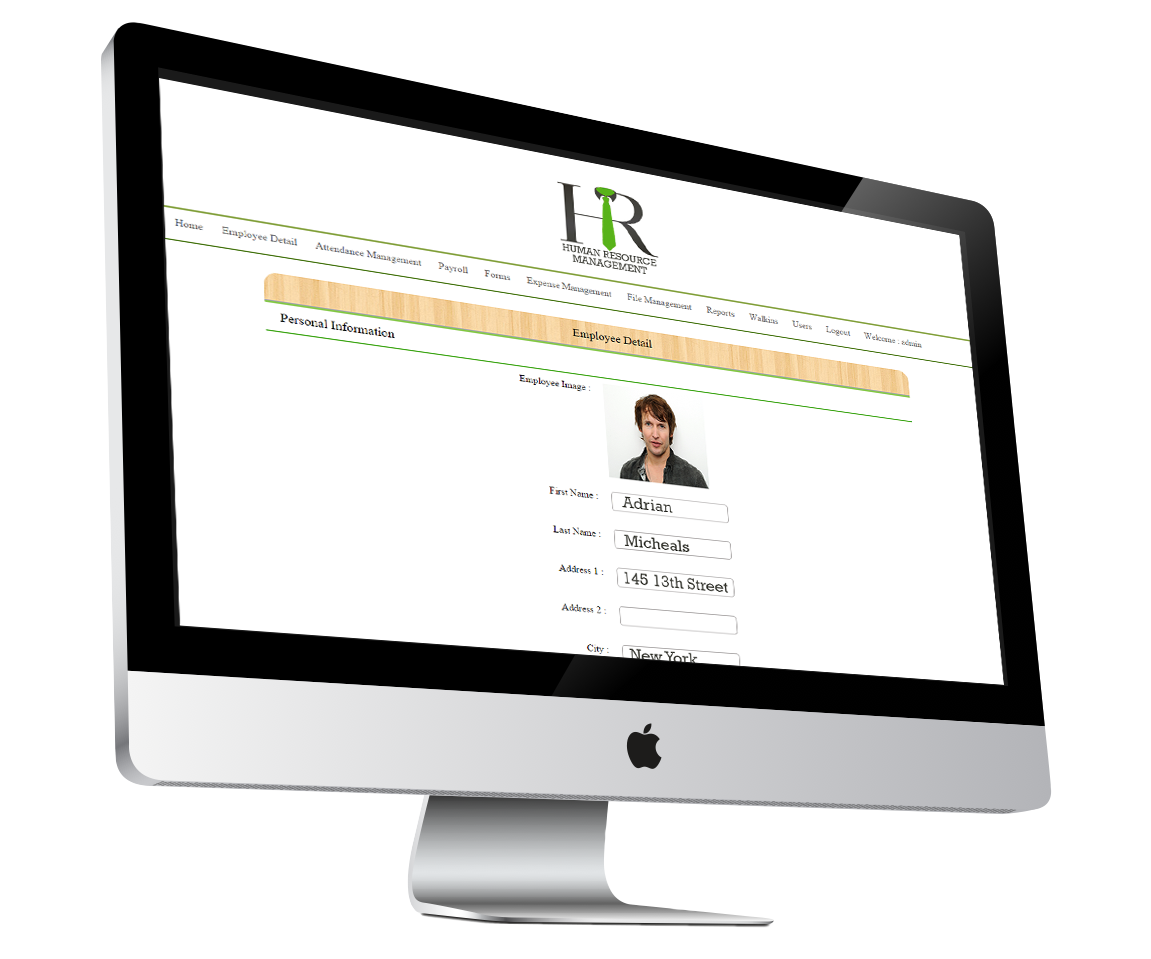 HR
HUMAN RESOURCE
MANAGEMENT
Home Employee Detail Attendance Management Payroll Forms Expense Management File Management Reports Walkins Users Logout Welcome : admin
Employee Detail
Personal Information
Employee Image :
First Name : Adrian
Last Name : Micheals
Address 1 : 145 13th Street
Address 2 :
City : New York